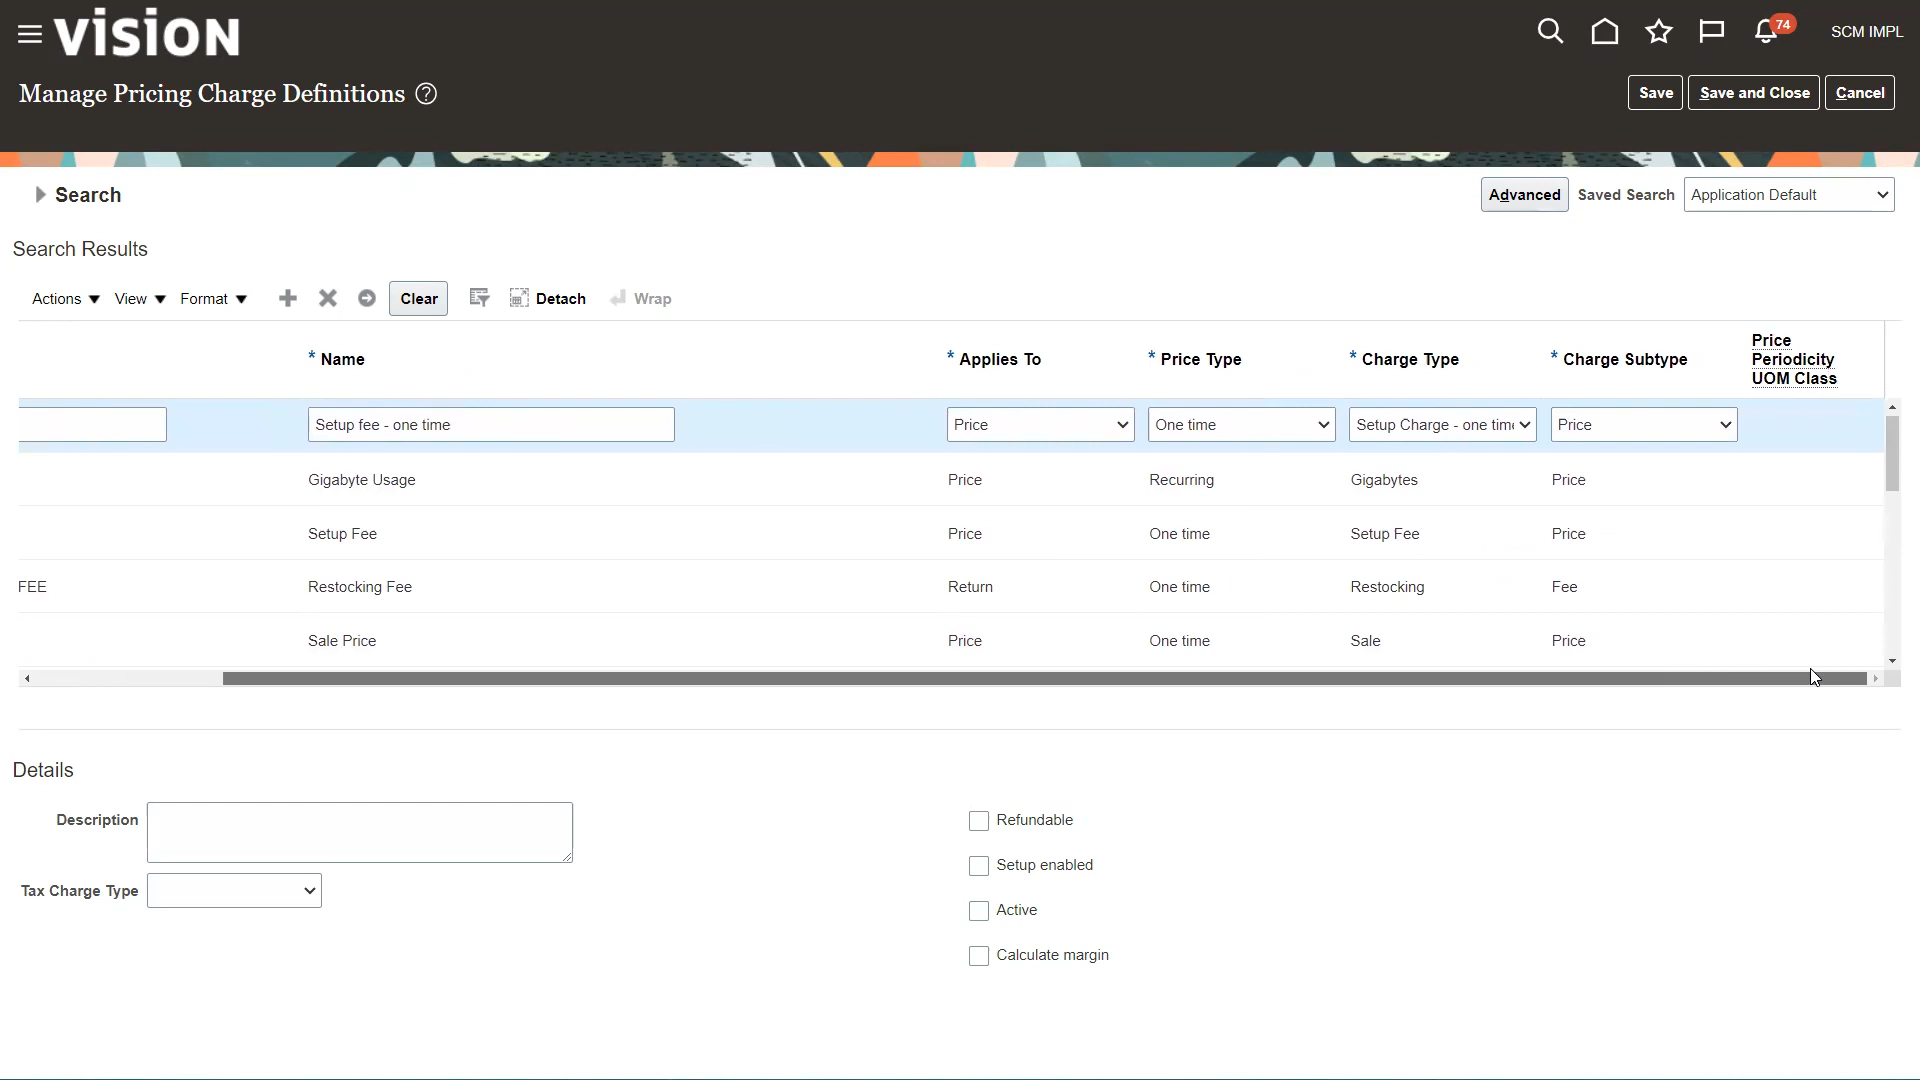 vision
74
SCM IMPL
Manage Pricing Charge Definitions ?
Save
Save and Close
Cancel
Search
Advanced
Saved Search
Application Default
Search Results
Actions
View
Format
Clear
Detach
Wrap
* Name
* Applies To
* Price Type
* Charge Type
* Charge Subtype
Price
Periodicity
UOM Class
Setup fee - one time
Price
One time
Setup Charge - one tim
Price
Gigabyte Usage
Price
Recurring
Gigabytes
Price
Setup Fee
Price
One time
Setup Fee
Price
FEE
Restocking Fee
Return
One time
Restocking
Fee
Sale Price
Price
One time
Sale
Price
Details
Description
Tax Charge Type
Refundable
Setup enabled
Active
Calculate margin